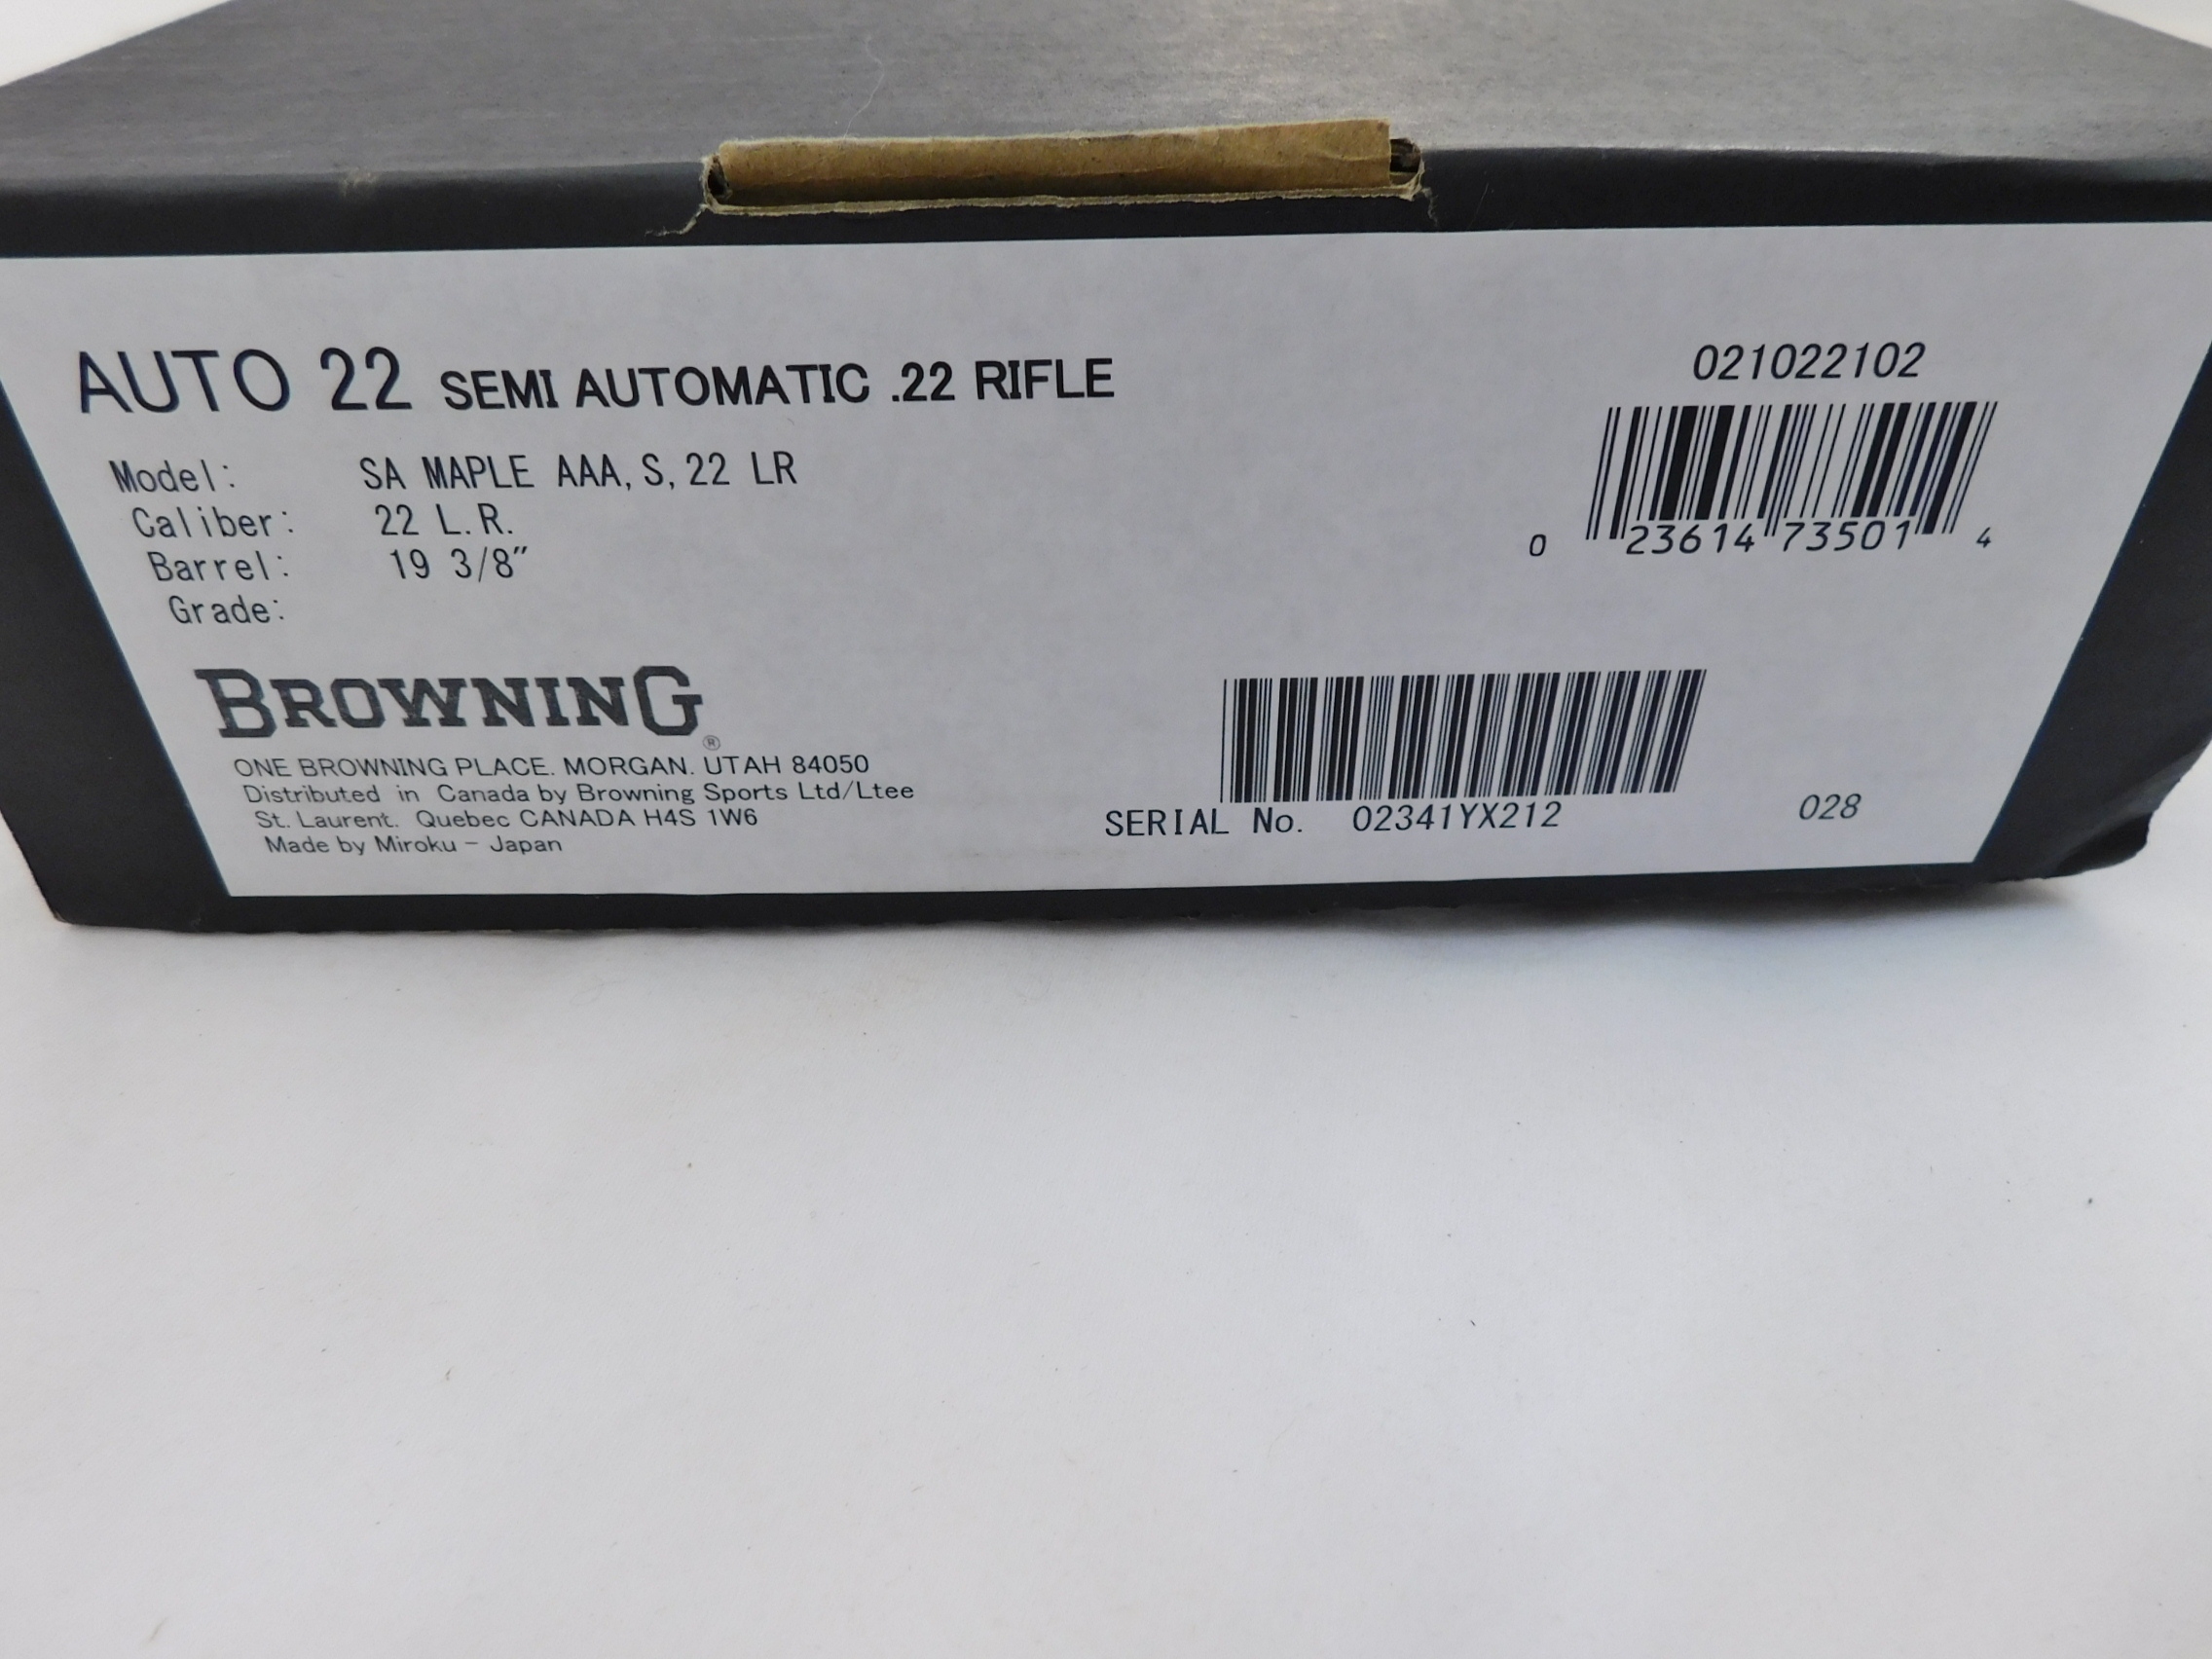 AUTO 22 SEMI AUTOMATIC .22 RIFLE
Model: SA MAPLE AAA, S, 22 LR
Caliber: 22 L.R.
Barrel: 19 3/8"
Grade:
021022102
0 23614 73501 4
BROWNING®
ONE BROWNING PLACE. MORGAN. UTAH 84050
Distributed in Canada by Browning Sports Ltd/Ltee
St. Laurent. Quebec CANADA H4S 1W6
Made by Miroku - Japan
SERIAL No. 02341YX212
028